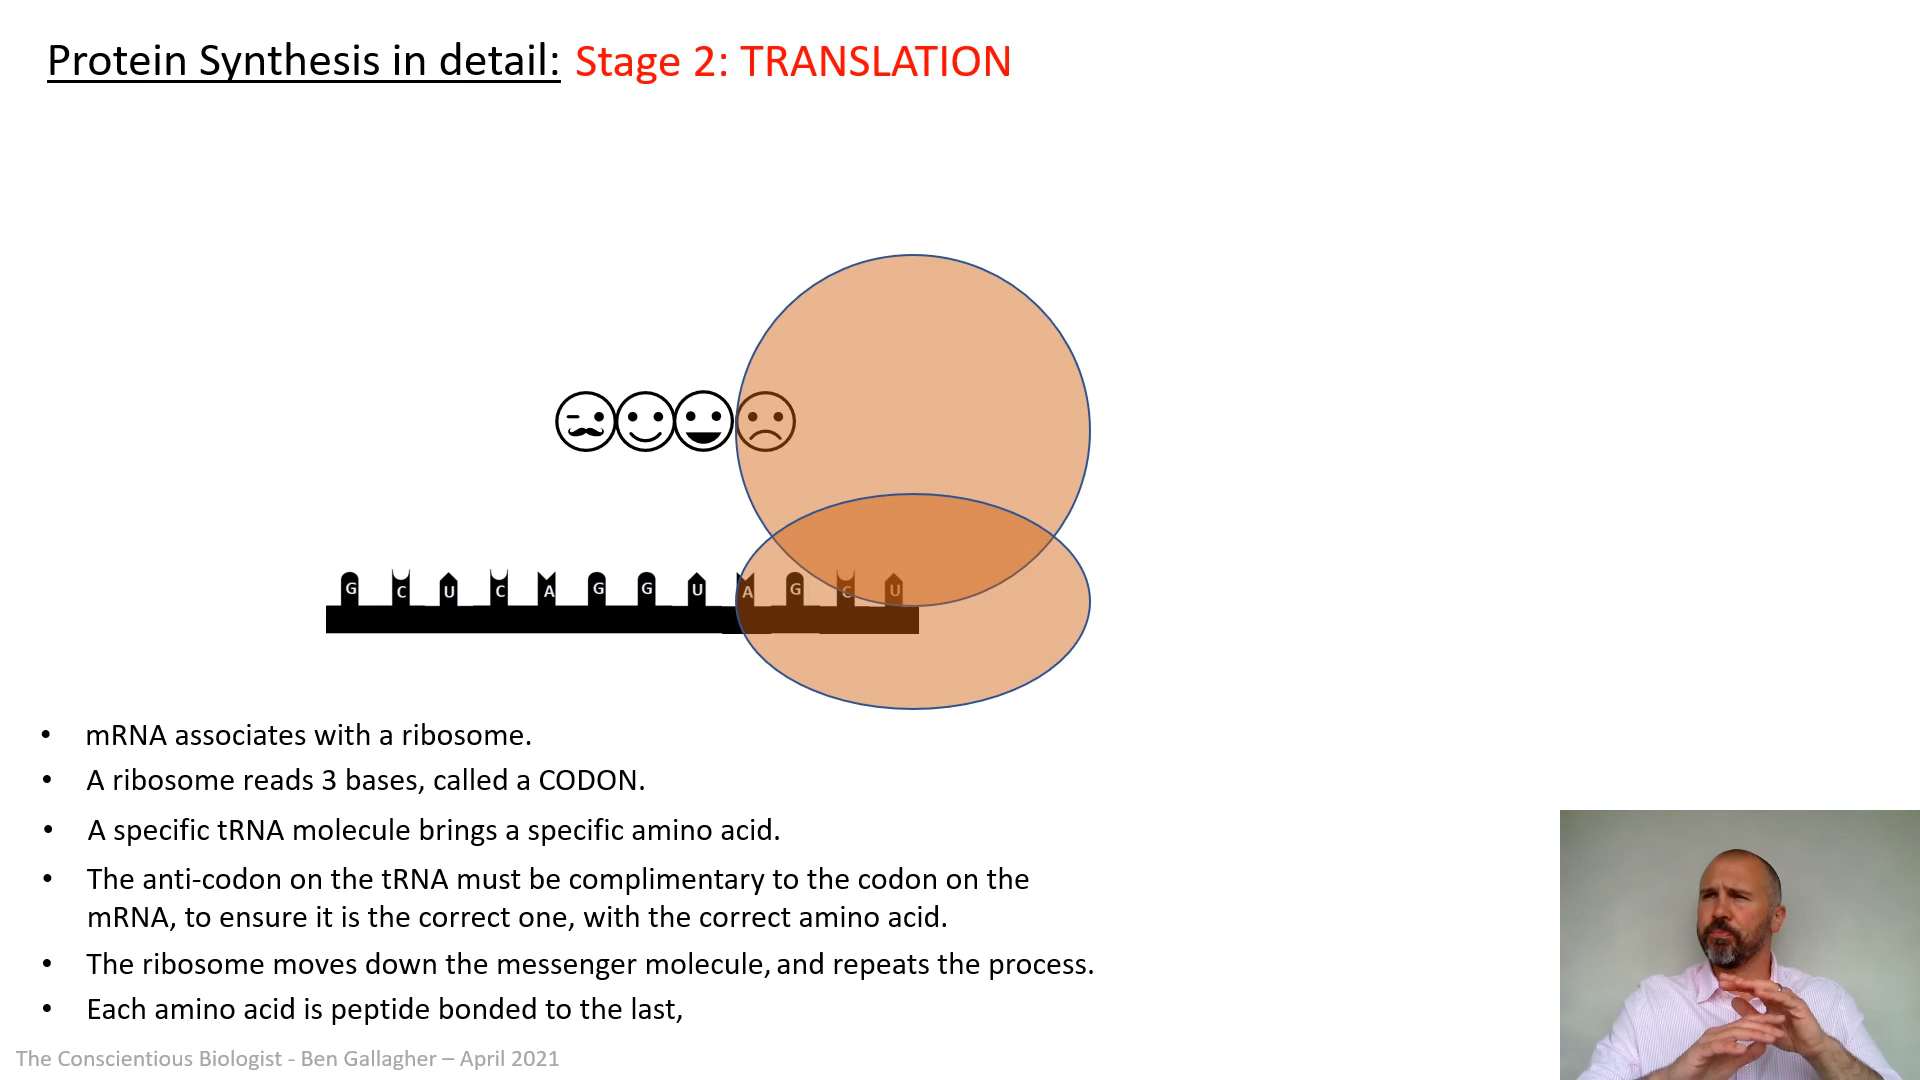 Protein Synthesis in detail: Stage 2: TRANSLATION
G C U C A G G U A G C U
• mRNA associates with a ribosome.
• A ribosome reads 3 bases, called a CODON.
• A specific tRNA molecule brings a specific amino acid.
• The anti-codon on the tRNA must be complimentary to the codon on the
mRNA, to ensure it is the correct one, with the correct amino acid.
• The ribosome moves down the messenger molecule, and repeats the process.
• Each amino acid is peptide bonded to the last,
The Conscientious Biologist - Ben Gallagher – April 2021